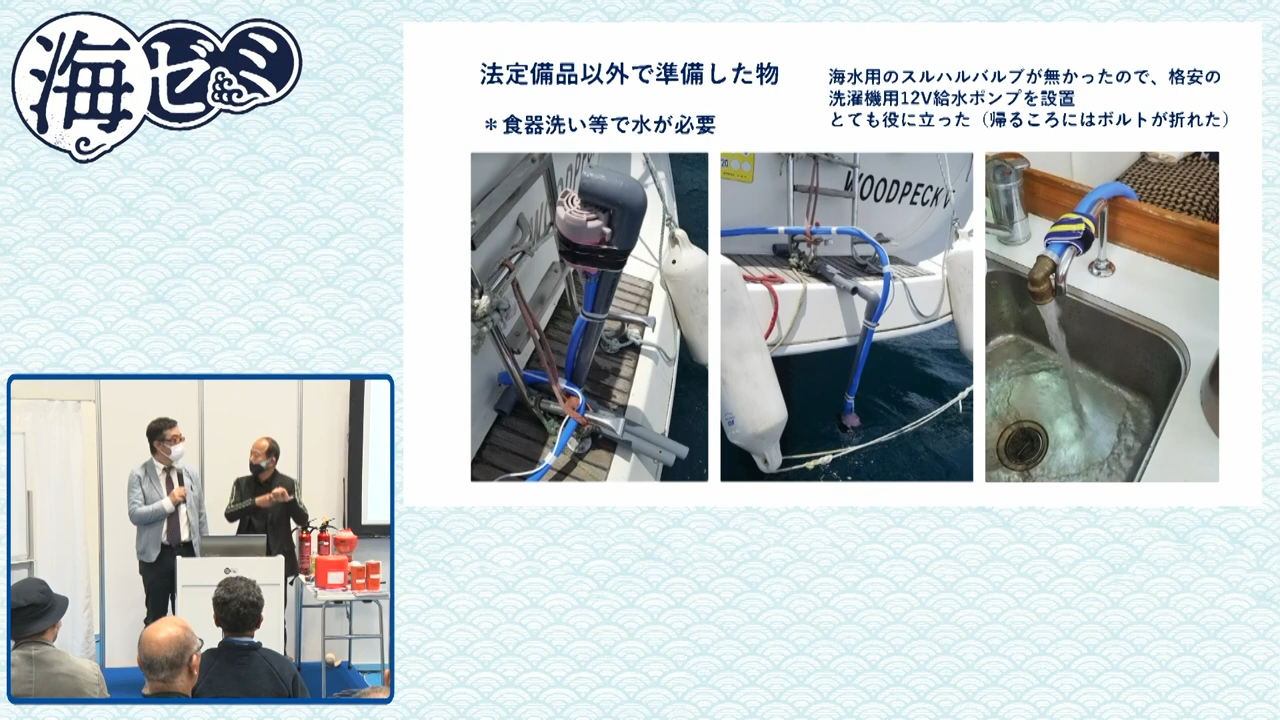 海ゼミ
法定備品以外で準備した物
＊食器洗い等で水が必要
海水用のスルハルバルブが無かったので、格安の
洗濯機用12V給水ポンプを設置
とても役に立った（帰るころにはボルトが折れた）
20
WOODPECK